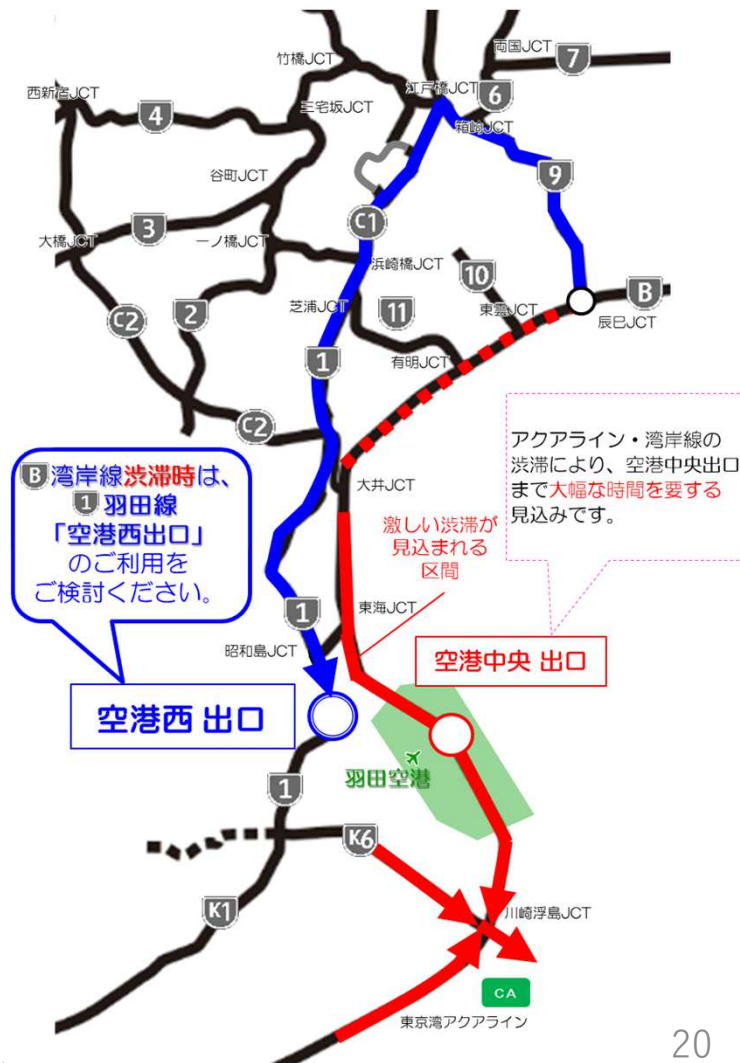 両国JCT
竹橋JCT
7
江戸橋JCT
西新宿JCT
6
三宅坂JCT
4
箱崎JCT
谷町JCT
9
3
C1
大橋JCT
一ノ橋JCT
浜崎橋JCT
10
B
芝浦JCT
11
東雲JCT
辰巳JCT
2
C2
有明JCT
1
C2
アクアライン・湾岸線の
渋滞により、空港中央出口
まで大幅な時間を要する
見込みです。
B 湾岸線渋滞時は、
1 羽田線
「空港西出口」
のご利用を
ご検討ください。
大井JCT
激しい渋滞が
見込まれる
区間
1
東海JCT
昭和島JCT
空港中央 出口
空港西 出口
羽田空港
1
K6
K1
川崎浮島JCT
CA
東京湾アクアライン
20